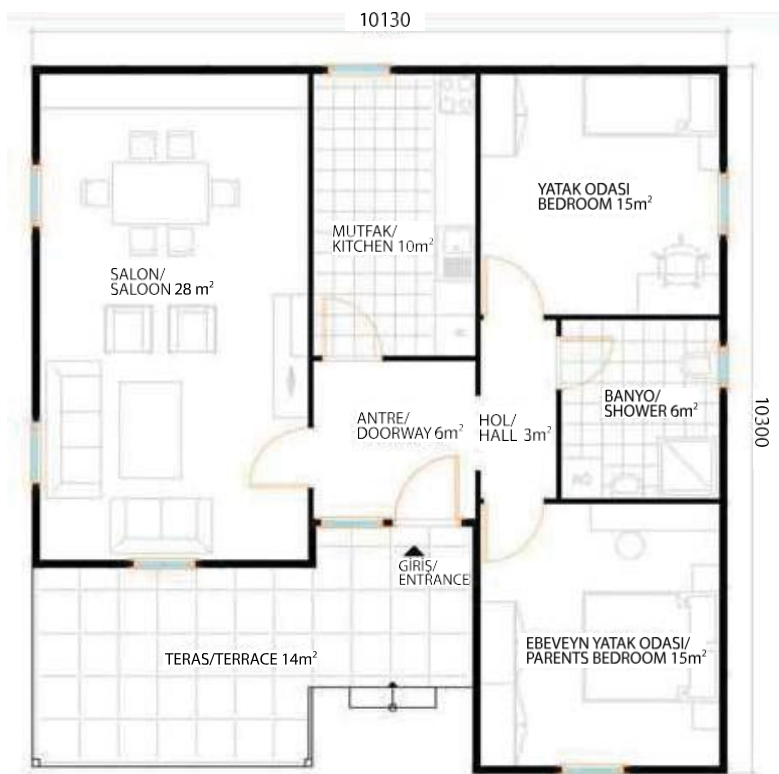 10130
YATAK ODASI
BEDROOM 15m²
MUTFAK/
KITCHEN 10m²
SALON/
SALOON 28 m²
BANYO/
SHOWER 6m²
ANTRE/
DOORWAY 6m²
HOL/
HALL 3m²
10300
GİRİŞ/
ENTRANCE
EBEVEYN YATAK ODASI/
PARENTS BEDROOM 15m²
TERAS/TERRACE 14m²